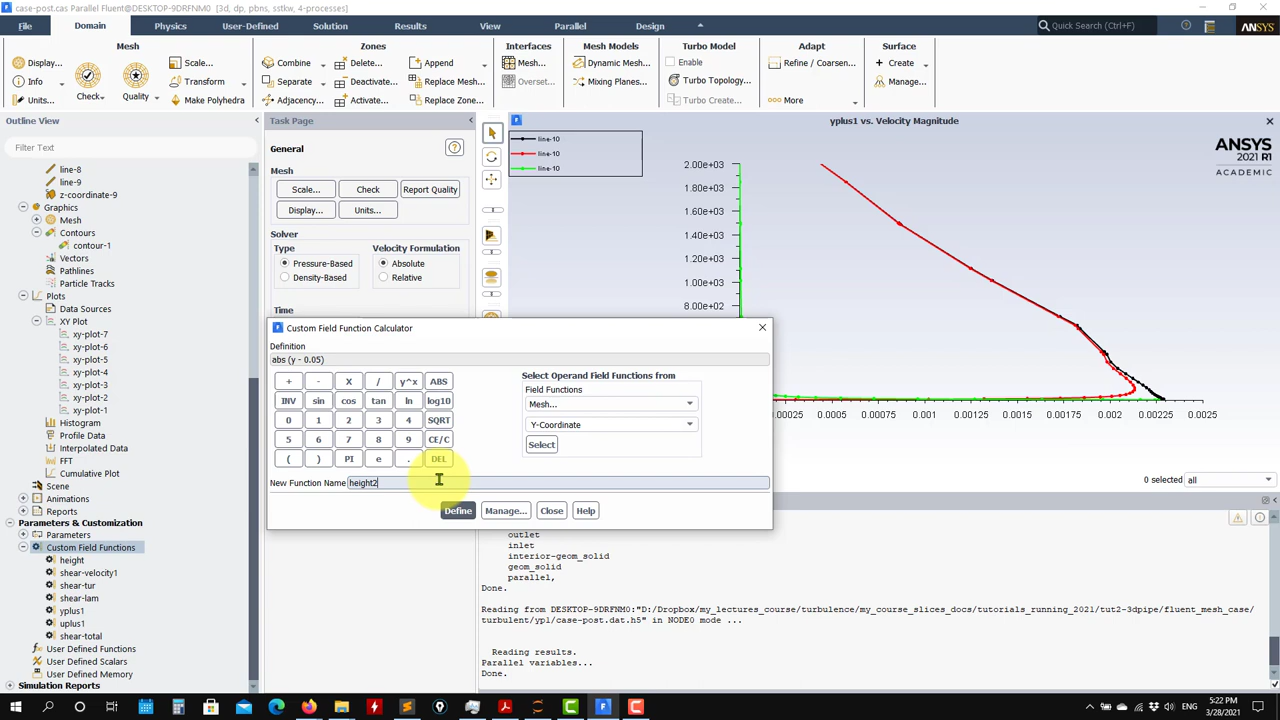 case-post.cas Parallel Fluent@DESKTOP-9DRFNM0 [3d, dp, pbns, sstkw, 4-processes]
File Domain Physics User-Defined Solution Results View Parallel Design
Quick Search (Ctrl+F)
ANSYS
Mesh Zones Interfaces Mesh Models Turbo Model Adapt Surface
Display... Scale... Combine Delete... Append Mesh... Dynamic Mesh... Enable Refine / Coarsen... Create
Info Check Quality Transform Separate Deactivate... Replace Mesh... Overset... Mixing Planes... Turbo Topology... Manage...
Units... Make Polyhedra Adjacency... Activate... Replace Zone... Turbo Create... More
Outline View
Filter Text
line-8
line-9
z-coordinate-9
Graphics
Mesh
Contours
contour-1
Vectors
Pathlines
Particle Tracks
Plots
Data Sources
XY Plot
xy-plot-7
xy-plot-6
xy-plot-5
xy-plot-4
xy-plot-3
xy-plot-2
xy-plot-1
Histogram
Profile Data
Interpolated Data
FFT
Cumulative Plot
Scene
Animations
Reports
Parameters & Customization
Parameters
Custom Field Functions
height
shear-velocity1
shear-tur
shear-lam
yplus1
uplus1
shear-total
User Defined Functions
User Defined Scalars
User Defined Memory
Simulation Reports
Task Page
General
Mesh
Scale... Check Report Quality
Display... Units...
Solver
Type Velocity Formulation
Pressure-Based Absolute
Density-Based Relative
Time
yplus1 vs. Velocity Magnitude
line-10
line-10
line-10
ANSYS
2021 R1
ACADEMIC
2.00e+03
1.80e+03
1.60e+03
1.40e+03
1.20e+03
1.00e+03
8.00e+02
0.00025 0.0005 0.00075 0.001 0.00125 0.0015 0.00175 0.002 0.00225 0.0025
0 selected all
Custom Field Function Calculator
Definition
abs (y - 0.05)
+ - X / y^x ABS
INV sin cos tan ln log10
0 1 2 3 4 SQRT
5 6 7 8 9 CE/C
( ) PI e . DEL
Select Operand Field Functions from
Field Functions
Mesh...
Y-Coordinate
Select
New Function Name height2
Define Manage... Close Help
outlet
inlet
interior-geom_solid
geom_solid
parallel,
Done.
Reading from DESKTOP-9DRFNM0:"D:/Dropbox/my_lectures_course/turbulence/my_course_slices_docs/tutorials_running_2021/tut2-3dpipe/fluent_mesh_case/
turbulent/ypl/case-post.dat.h5" in NODE0 mode ...
Reading results.
Parallel variables...
Done.
ENG
5:22 PM
3/28/2021